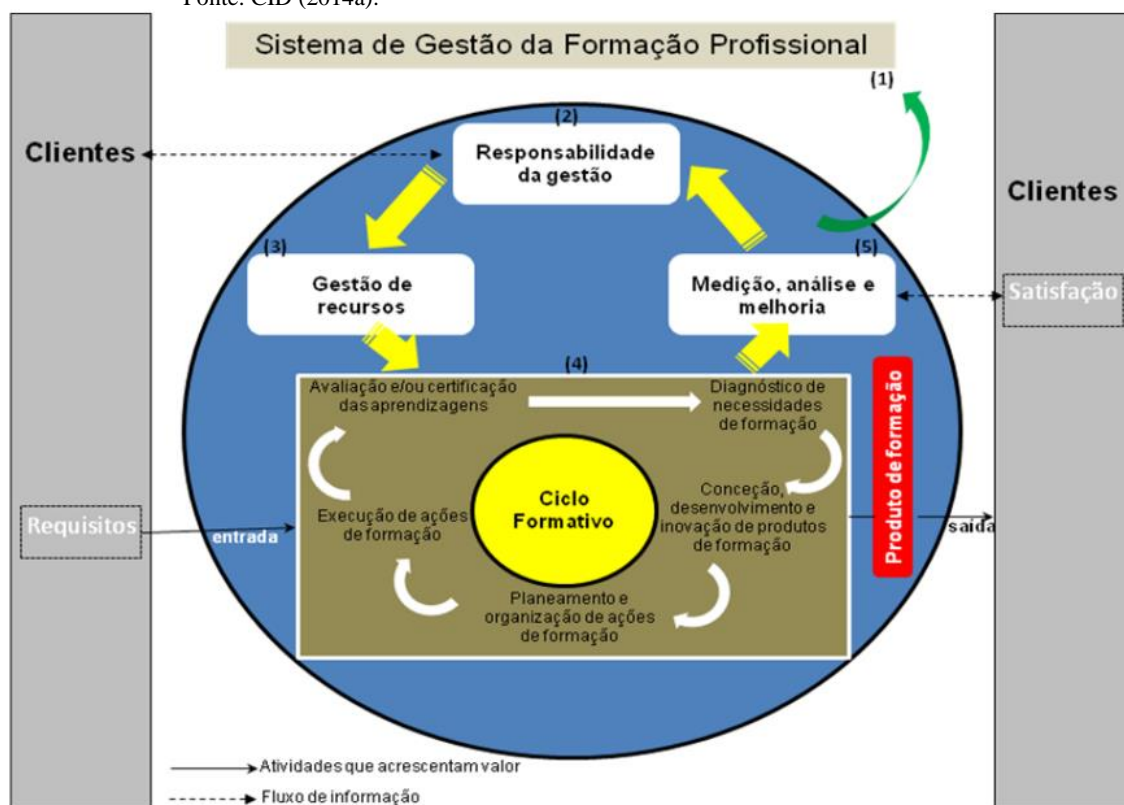 Fonte: CID (2014a).
Sistema de Gestão da Formação Profissional
(1)
Clientes
(2)
Responsabilidade
da gestão
Clientes
(3)
Gestão de
recursos
(5)
Medição, análise e
melhoria
Satisfação
(4)
Avaliação e/ou certificação
das aprendizagens
Diagnóstico de
necessidades
de formação
Ciclo
Formativo
Conceção,
desenvolvimento e
inovação de produtos
de formação
Produto de formação
Requisitos
entrada
Execução de ações
de formação
saída
Planeamento e
organização de ações
de formação
Atividades que acrescentam valor
Fluxo de informação